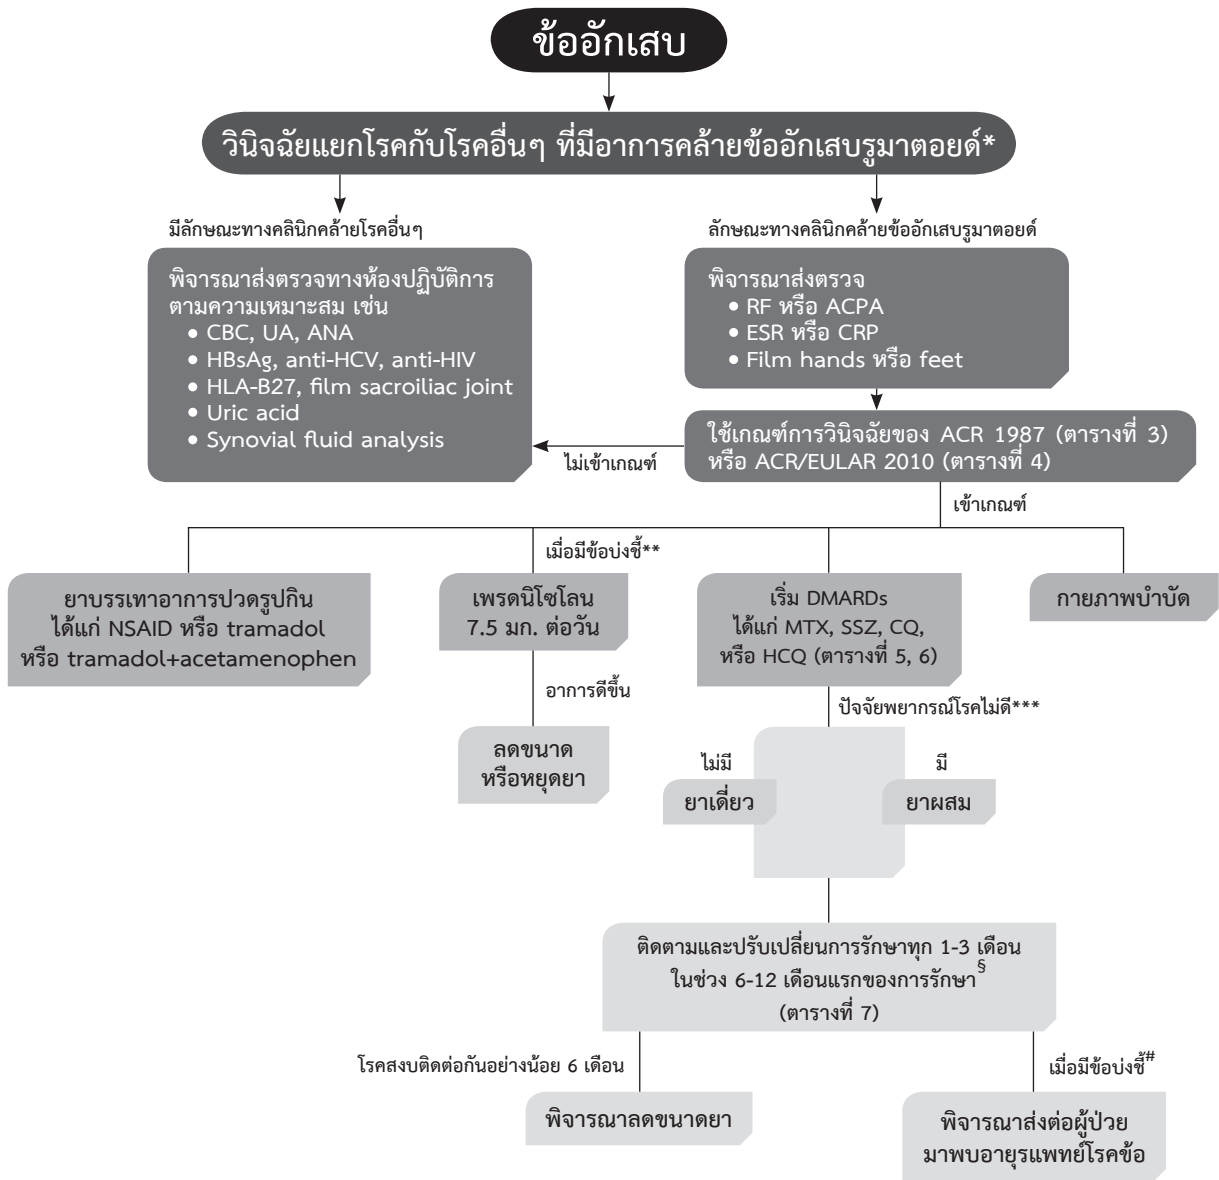 ข้ออักเสบ
วินิจฉัยแยกโรคกับโรคอื่นๆ ที่มีอาการคล้ายข้ออักเสบรูมาตอยด์*
มีลักษณะทางคลินิกคล้ายโรคอื่นๆ
พิจารณาส่งตรวจทางห้องปฏิบัติการ
ตามความเหมาะสม เช่น
• CBC, UA, ANA
• HBsAg, anti-HCV, anti-HIV
• HLA-B27, film sacroiliac joint
• Uric acid
• Synovial fluid analysis
ลักษณะทางคลินิกคล้ายข้ออักเสบรูมาตอยด์
พิจารณาส่งตรวจ
• RF หรือ ACPA
• ESR หรือ CRP
• Film hands หรือ feet
ใช้เกณฑ์การวินิจฉัยของ ACR 1987 (ตารางที่ 3)
หรือ ACR/EULAR 2010 (ตารางที่ 4)
ไม่เข้าเกณฑ์
เข้าเกณฑ์
ยาบรรเทาอาการปวดรูปกิน
ได้แก่ NSAID หรือ tramadol
หรือ tramadol+acetamenophen
เมื่อมีข้อบ่งชี้**
เพรดนิโซโลน
7.5 มก. ต่อวัน
อาการดีขึ้น
ลดขนาด
หรือหยุดยา
เริ่ม DMARDs
ได้แก่ MTX, SSZ, CQ,
หรือ HCQ (ตารางที่ 5, 6)
กายภาพบำบัด
ปัจจัยพยากรณ์โรคไม่ดี***
ไม่มี
ยาเดี่ยว
มี
ยาผสม
ติดตามและปรับเปลี่ยนการรักษาทุก 1-3 เดือน
ในช่วง 6-12 เดือนแรกของการรักษา§
(ตารางที่ 7)
โรคสงบติดต่อกันอย่างน้อย 6 เดือน
พิจารณาลดขนาดยา
เมื่อมีข้อบ่งชี้#
พิจารณาส่งต่อผู้ป่วย
มาพบอายุรแพทย์โรคข้อ